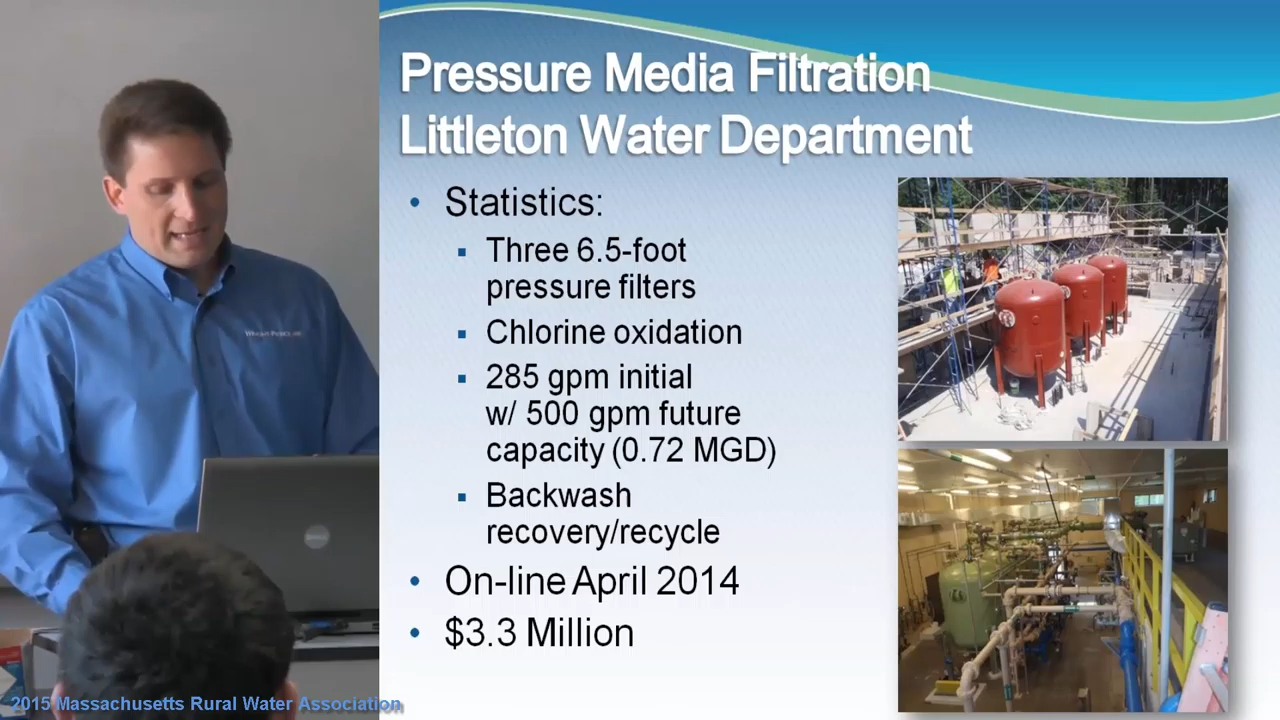 Pressure Media Filtration
Littleton Water Department
• Statistics:
▪ Three 6.5-foot
pressure filters
▪ Chlorine oxidation
▪ 285 gpm initial
w/ 500 gpm future
capacity (0.72 MGD)
▪ Backwash
recovery/recycle
• On-line April 2014
• $3.3 Million
2015 Massachusetts Rural Water Association